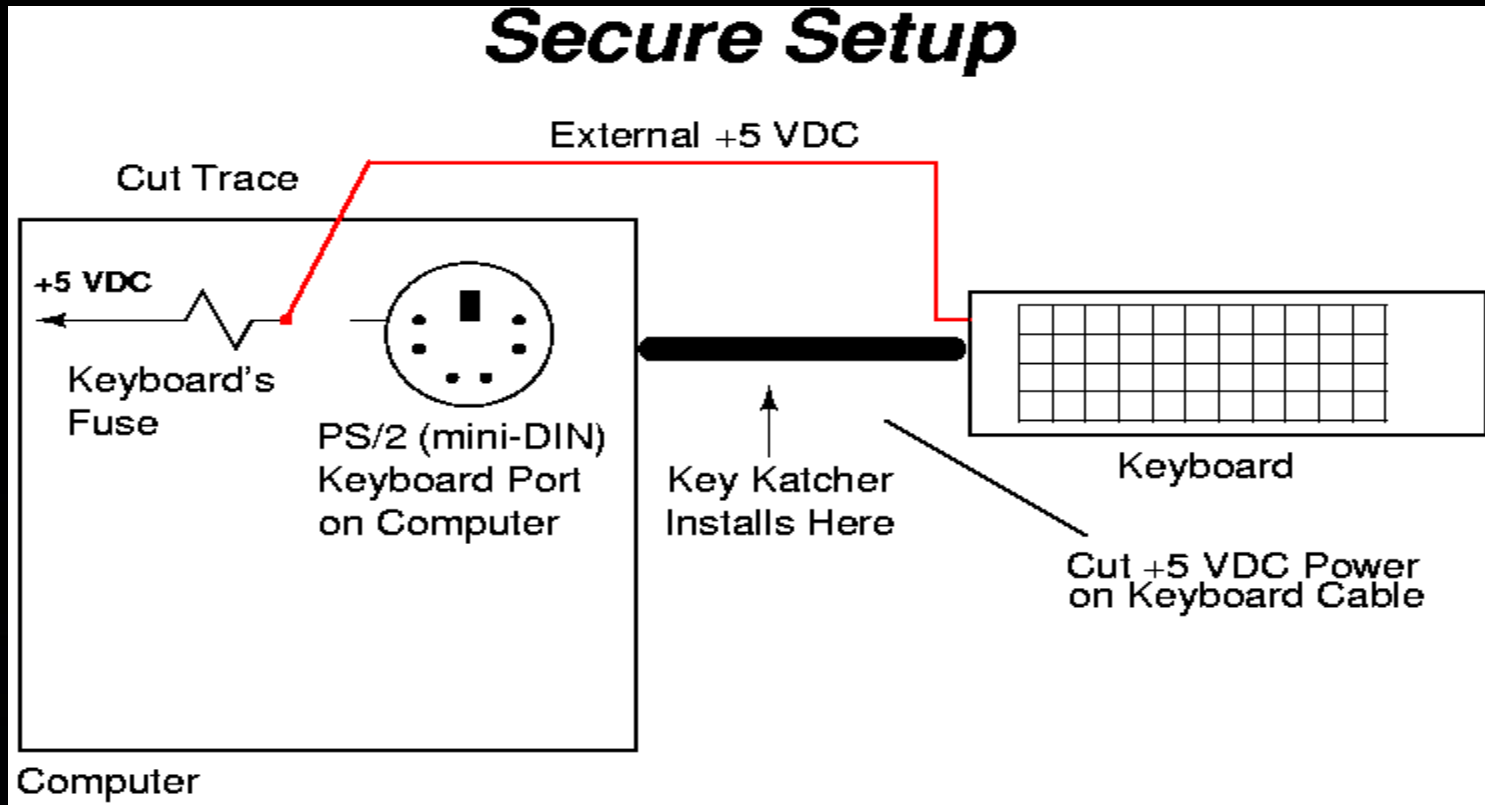 Secure Setup
External +5 VDC
Cut Trace
+5 VDC
Keyboard's
Fuse
PS/2 (mini-DIN)
Keyboard Port
on Computer
Key Katcher
Installs Here
Keyboard
Cut +5 VDC Power
on Keyboard Cable
Computer